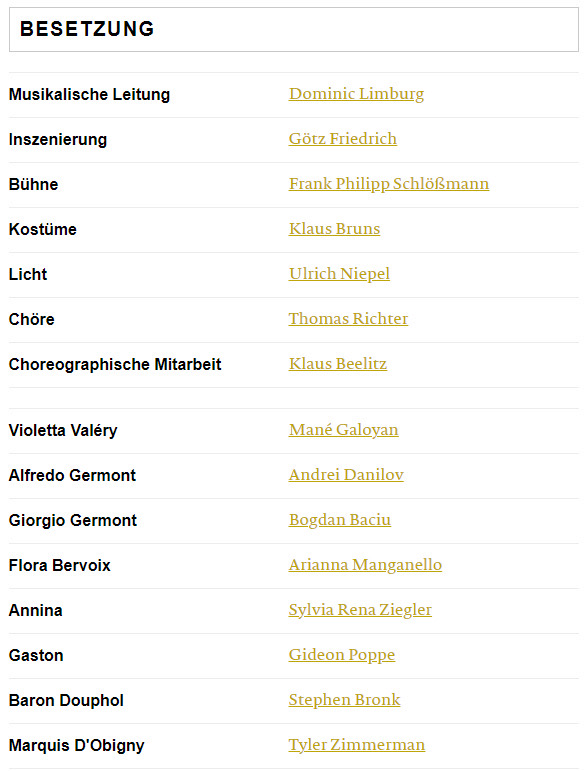 BESETZUNG
Musikalische Leitung Dominic Limburg
Inszenierung Götz Friedrich
Bühne Frank Philipp Schlößmann
Kostüme Klaus Bruns
Licht Ulrich Niepel
Chöre Thomas Richter
Choreographische Mitarbeit Klaus Beelitz
Violetta Valéry Mané Galoyan
Alfredo Germont Andrei Danilov
Giorgio Germont Bogdan Baciu
Flora Bervoix Arianna Manganello
Annina Sylvia Rena Ziegler
Gaston Gideon Poppe
Baron Douphol Stephen Bronk
Marquis D'Obigny Tyler Zimmerman